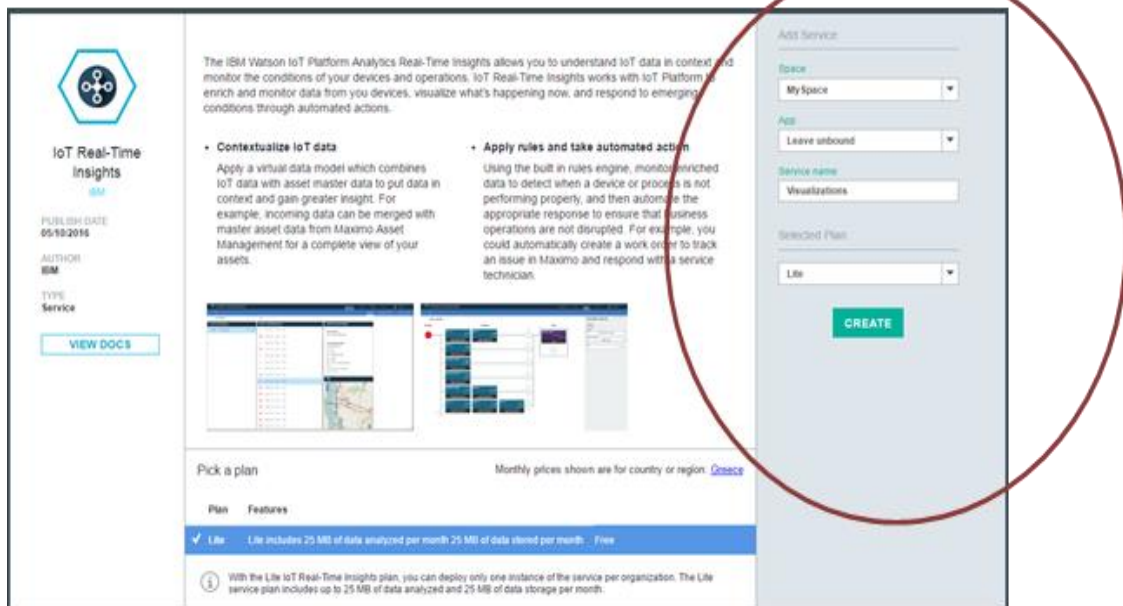 IoT Real-Time
Insights
IBM
PUBLISH DATE
05/10/2016
AUTHOR
IBM
TYPE
Service
VIEW DOCS
The IBM Watson IoT Platform Analytics Real-Time Insights allows you to understand IoT data in context and
monitor the conditions of your devices and operations. IoT Real-Time Insights works with IoT Platform to
enrich and monitor data from you devices, visualize what's happening now, and respond to emerging
conditions through automated actions.
• Contextualize IoT data
Apply a virtual data model which combines
IoT data with asset master data to put data in
context and gain greater insight. For
example, incoming data can be merged with
master asset data from Maximo Asset
Management for a complete view of your
assets.
• Apply rules and take automated action
Using the built in rules engine, monitor enriched
data to detect when a device or process is not
performing properly, and then automate the
appropriate response to ensure that business
operations are not disrupted. For example, you
could automatically create a work order to track
an issue in Maximo and respond with a service
technician.
Pick a plan
Monthly prices shown are for country or region: Greece
Plan Features
✓ Lite Lite includes 25 MB of data analyzed per month 25 MB of data stored per month Free
With the Lite IoT Real-Time Insights plan, you can deploy only one instance of the service per organization. The Lite
service plan includes up to 25 MB of data analyzed and 25 MB of data storage per month.
Add Service
Space
MySpace
App
Leave unbound
Service name
Visualizations
Selected Plan
Lite
CREATE